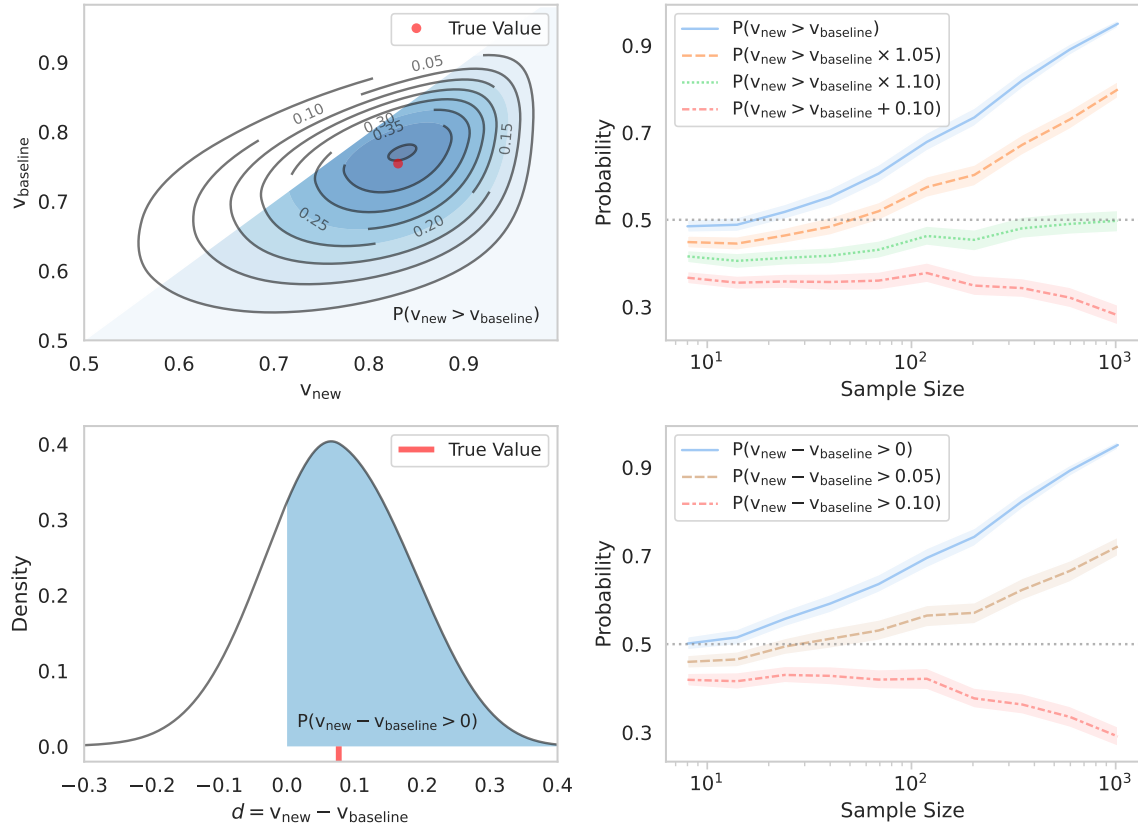 True Value
0.9
0.8
0.7
0.6
0.5
v_baseline
0.05
0.10
0.30
0.35
0.15
0.25
0.20
P(v_new > v_baseline)
0.5 0.6 0.7 0.8 0.9
v_new
P(v_new > v_baseline)
P(v_new > v_baseline × 1.05)
P(v_new > v_baseline × 1.10)
P(v_new > v_baseline + 0.10)
0.9
0.7
0.5
0.3
Probability
10^1 10^2 10^3
Sample Size
True Value
0.4
0.3
0.2
0.1
0.0
Density
P(v_new − v_baseline > 0)
−0.3 −0.2 −0.1 0.0 0.1 0.2 0.3 0.4
d = v_new − v_baseline
P(v_new − v_baseline > 0)
P(v_new − v_baseline > 0.05)
P(v_new − v_baseline > 0.10)
0.9
0.7
0.5
0.3
Probability
10^1 10^2 10^3
Sample Size